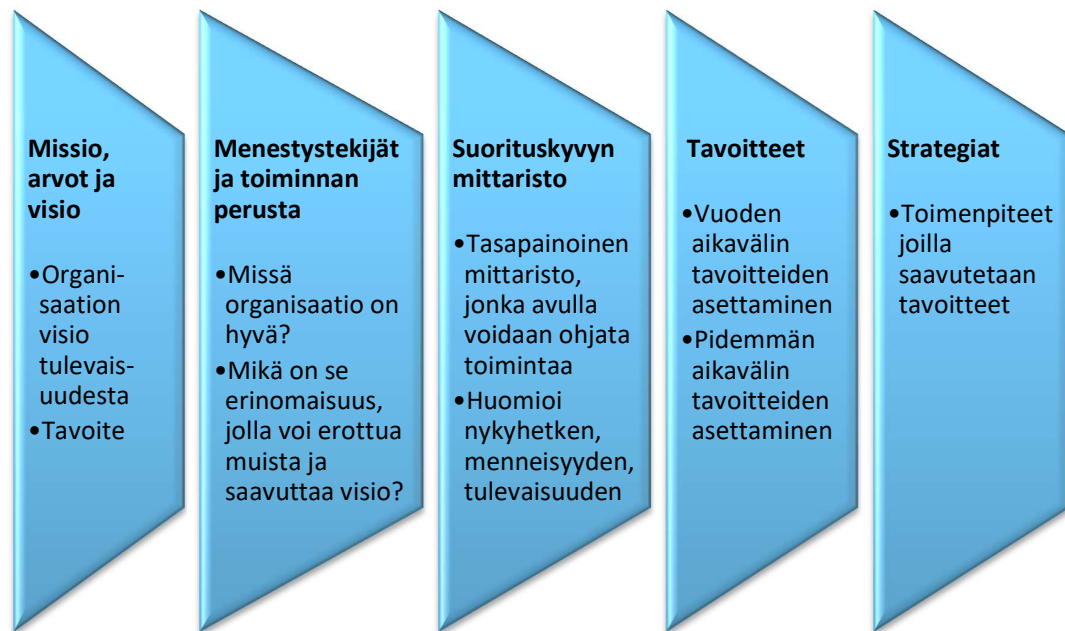 Missio,
arvot ja
visio
•Organi-
saation
visio
tulevais-
uudesta
•Tavoite
Menestystekijät
ja toiminnan
perusta
•Missä
organisaatio on
hyvä?
•Mikä on se
erinomaisuus,
jolla voi erottua
muista ja
saavuttaa visio?
Suorituskyvyn
mittaristo
•Tasapainoinen
mittaristo,
jonka avulla
voidaan ohjata
toimintaa
•Huomioi
nykyhetken,
menneisyyden,
tulevaisuuden
Tavoitteet
•Vuoden
aikavälin
tavoitteiden
asettaminen
•Pidemmän
aikavälin
tavoitteiden
asettaminen
Strategiat
•Toimenpiteet
joilla
saavutetaan
tavoitteet